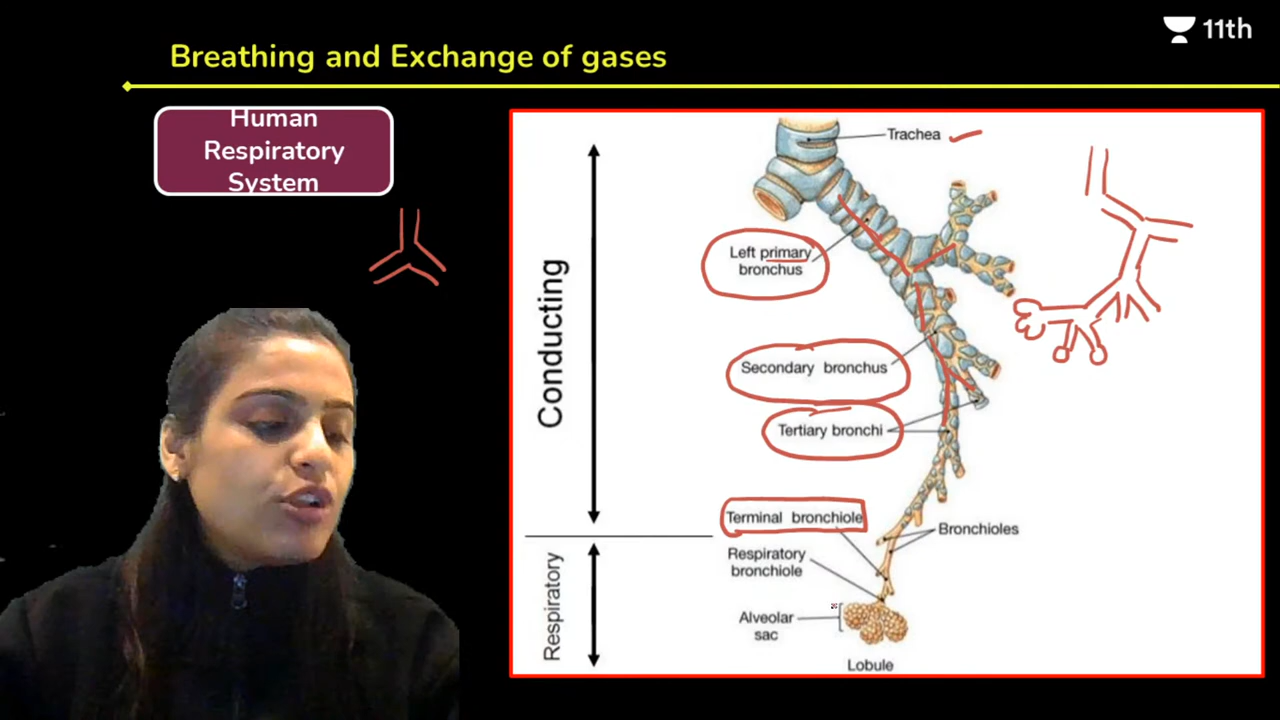 11th
Breathing and Exchange of gases
Human
Respiratory
System
Trachea
Left primary
bronchus
Conducting
Secondary bronchus
Tertiary bronchi
Terminal bronchiole
Bronchioles
Respiratory
bronchiole
Respiratory
Alveolar
sac
Lobule